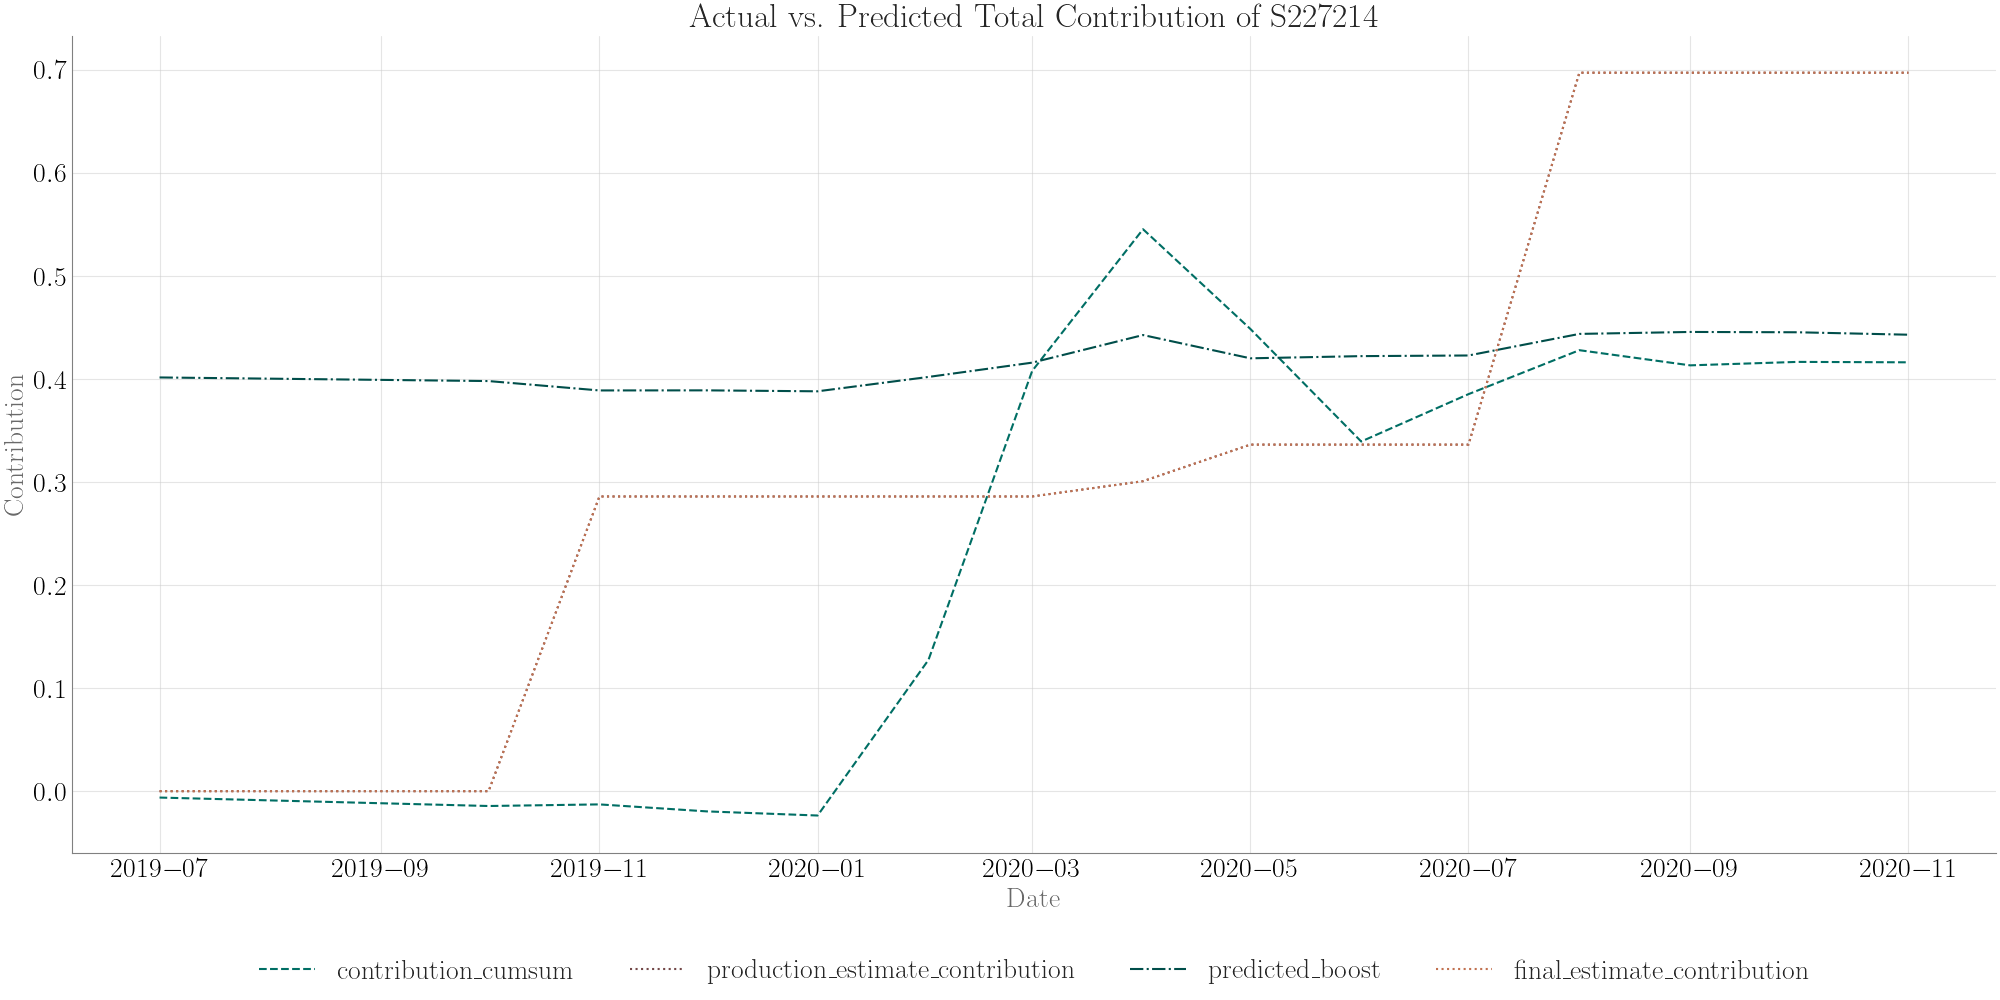 Actual vs. Predicted Total Contribution of S227214
0.7
0.6
0.5
0.4
0.3
0.2
0.1
0.0
Contribution
2019–07 2019–09 2019–11 2020–01 2020–03 2020–05 2020–07 2020–09 2020–11
Date
contribution_cumsum production_estimate_contribution predicted_boost final_estimate_contribution